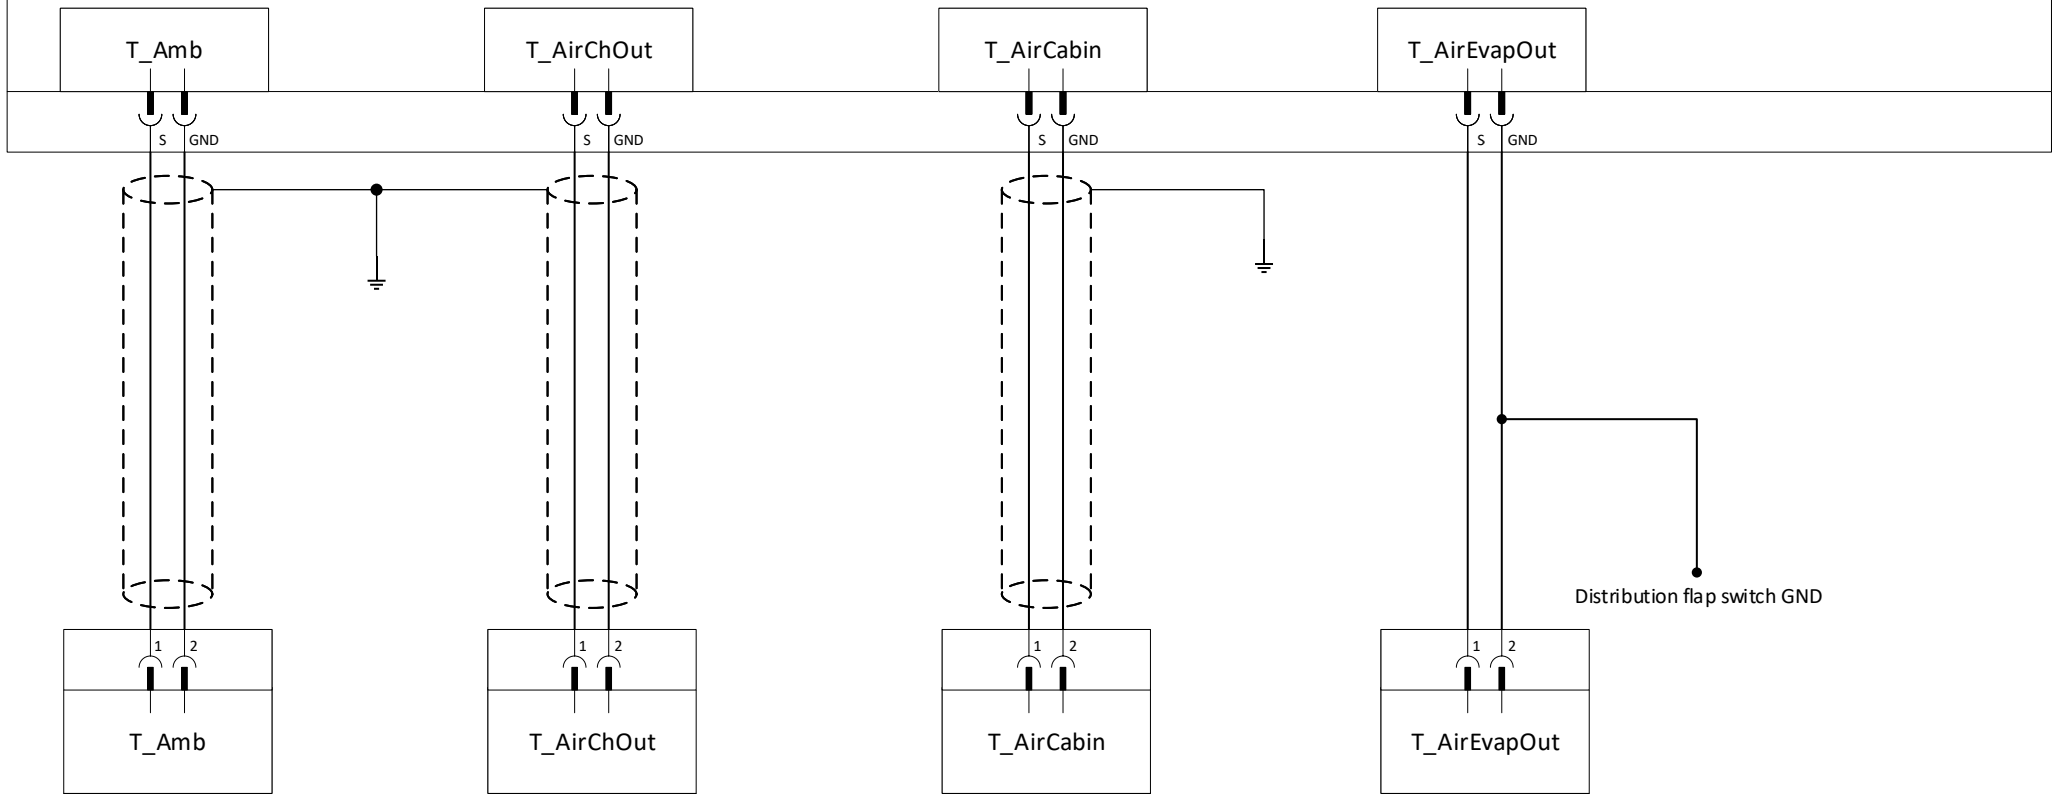 T_Amb
T_AirChOut
T_AirCabin
T_AirEvapOut
S GND
S GND
S GND
S GND
Distribution flap switch GND
1 2
1 2
1 2
1 2
T_Amb
T_AirChOut
T_AirCabin
T_AirEvapOut